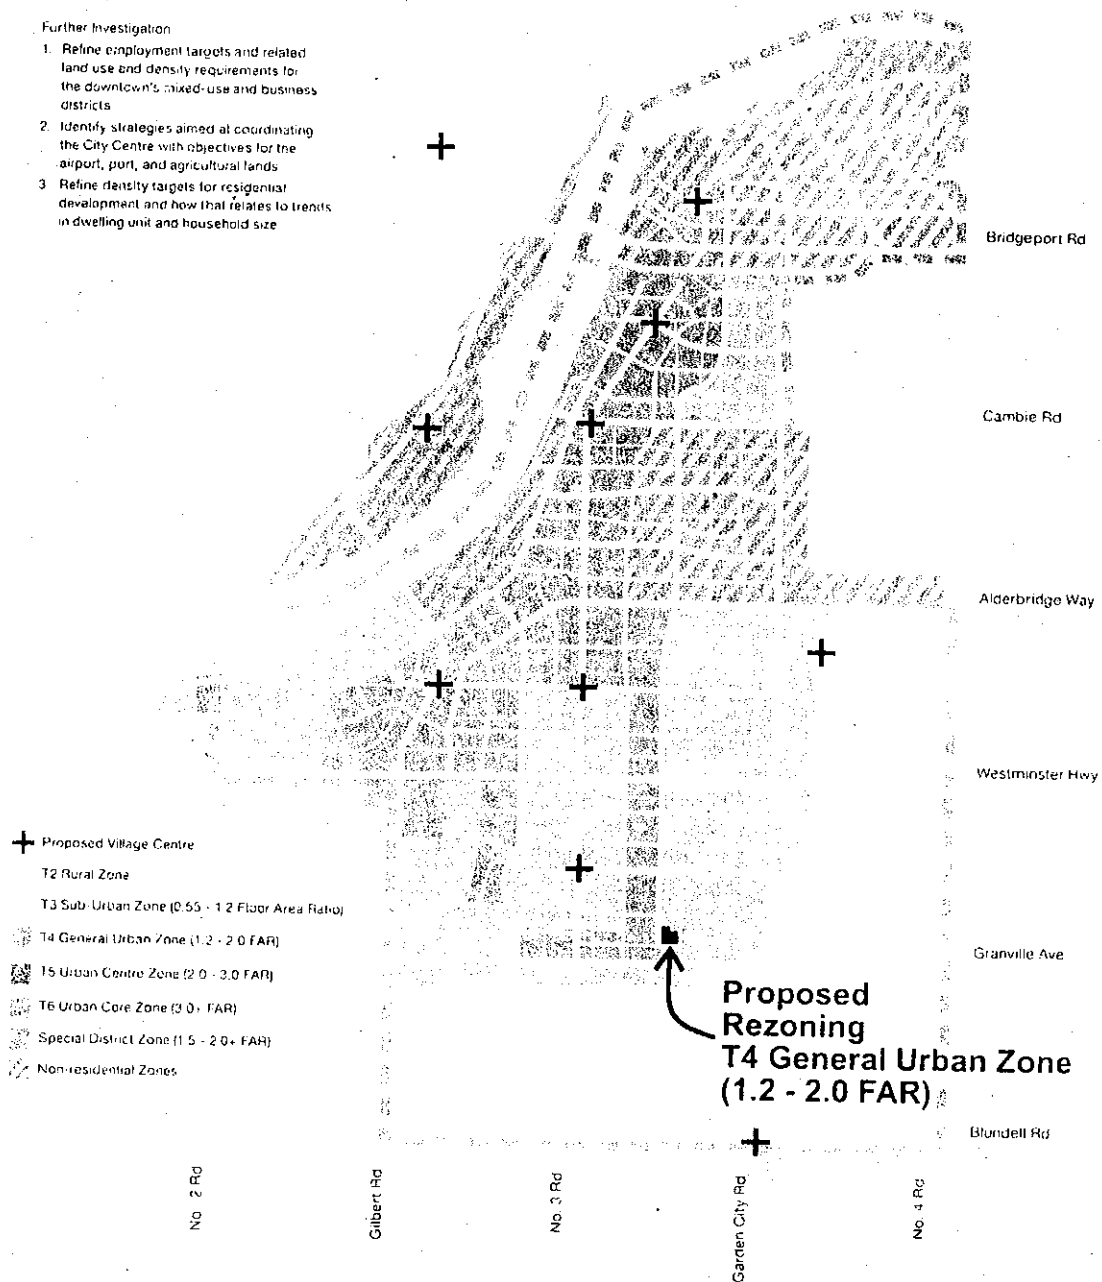 Further Investigation
1. Refine employment targets and related
land use and density requirements for
the downtown's mixed-use and business
districts
2. Identify strategies aimed at coordinating
the City Centre with objectives for the
airport, port, and agricultural lands
3 Refine density targets for residential
development and how that relates to trends
in dwelling unit and household size
Bridgeport Rd
Cambie Rd
Alderbridge Way
Westminster Hwy
Proposed Village Centre
T2 Rural Zone
T3 Sub-Urban Zone (0.55 - 1.2 Floor Area Ratio)
T4 General Urban Zone (1.2 - 2.0 FAR)
T5 Urban Centre Zone (2.0 - 3.0 FAR)
T6 Urban Core Zone (3.0+ FAR)
Special District Zone (1.5 - 2.0+ FAR)
Non-residential Zones
Granville Ave
Proposed
Rezoning
T4 General Urban Zone
(1.2 - 2.0 FAR)
Blundell Rd
No. 2 Rd
Gilbert Rd
No. 3 Rd
Garden City Rd
No. 4 Rd